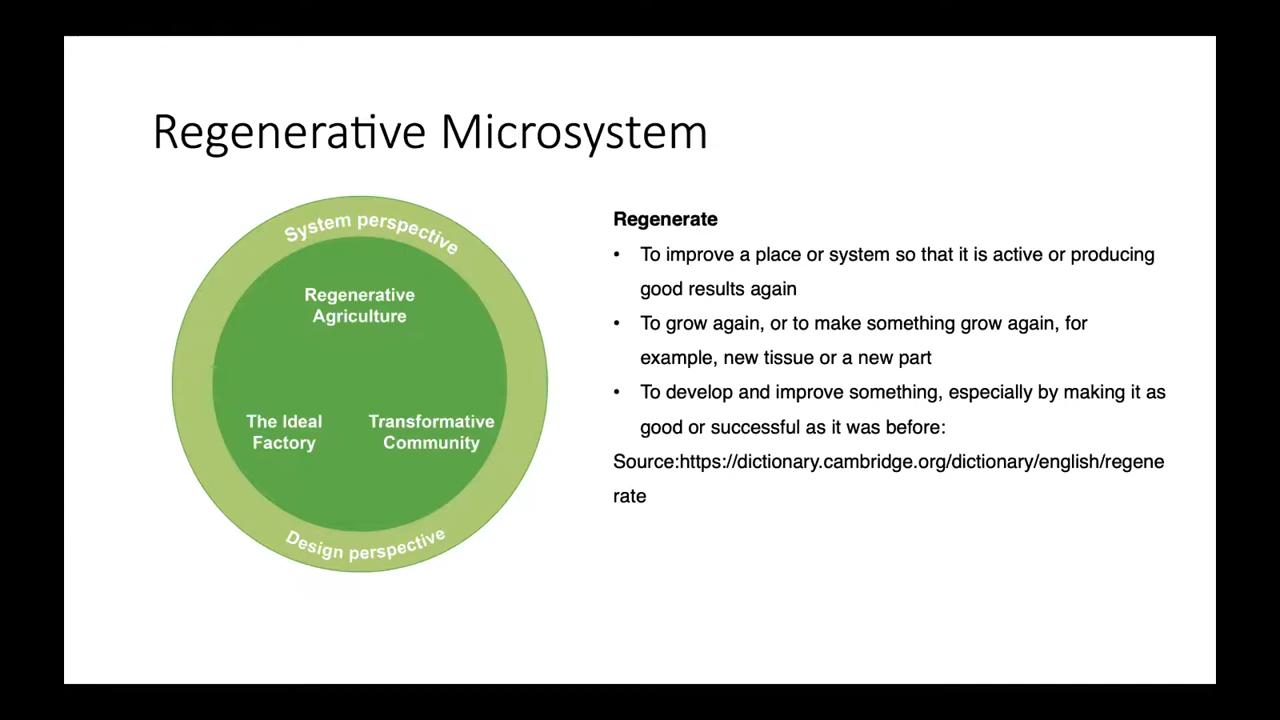 Regenerative Microsystem
System perspective
Regenerative
Agriculture
The Ideal
Factory
Transformative
Community
Design perspective
Regenerate
• To improve a place or system so that it is active or producing
good results again
• To grow again, or to make something grow again, for
example, new tissue or a new part
• To develop and improve something, especially by making it as
good or successful as it was before:
Source:https://dictionary.cambridge.org/dictionary/english/regene
rate